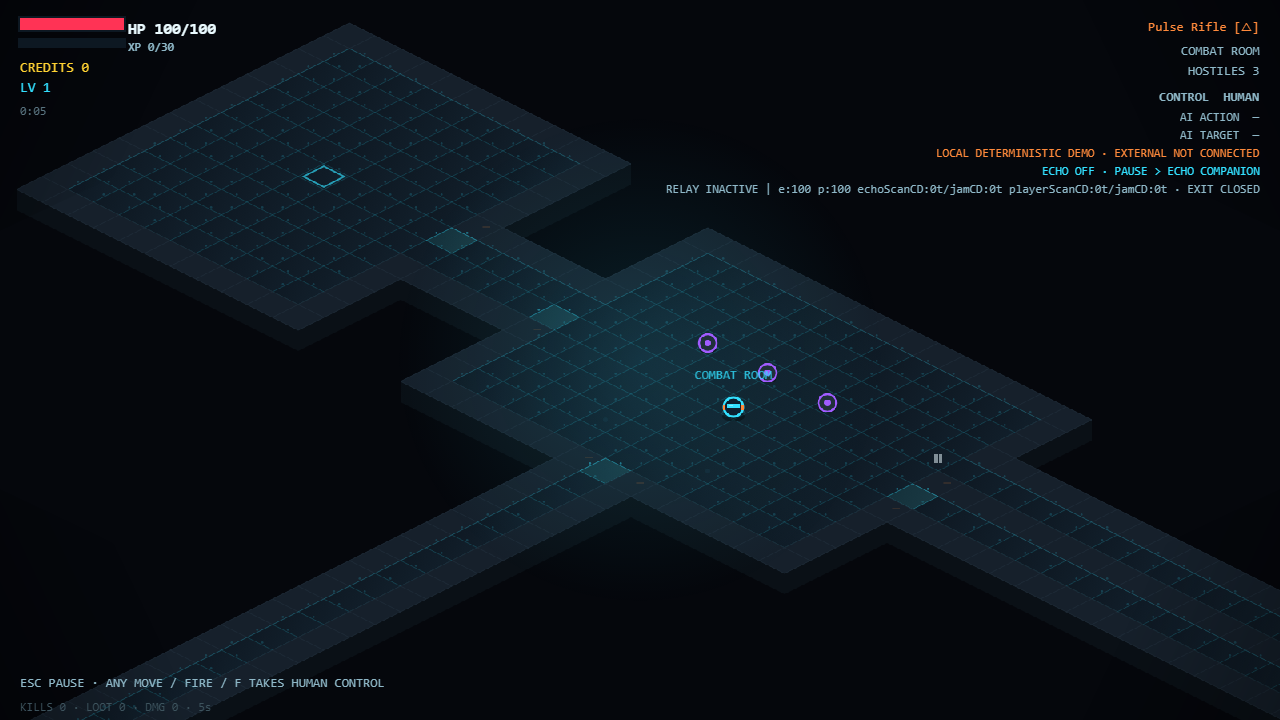 HP 100/100
XP 0/30
CREDITS 0
LV 1
0:05
Pulse Rifle [△]
COMBAT ROOM
HOSTILES 3
CONTROL HUMAN
AI ACTION —
AI TARGET —
LOCAL DETERMINISTIC DEMO · EXTERNAL NOT CONNECTED
ECHO OFF · PAUSE > ECHO COMPANION
RELAY INACTIVE | e:100 p:100 echoScanCD:0t/jamCD:0t playerScanCD:0t/jamCD:0t · EXIT CLOSED
COMBAT ROOM
ESC PAUSE · ANY MOVE / FIRE / F TAKES HUMAN CONTROL
KILLS 0 · LOOT 0 · DMG 0 · 5s